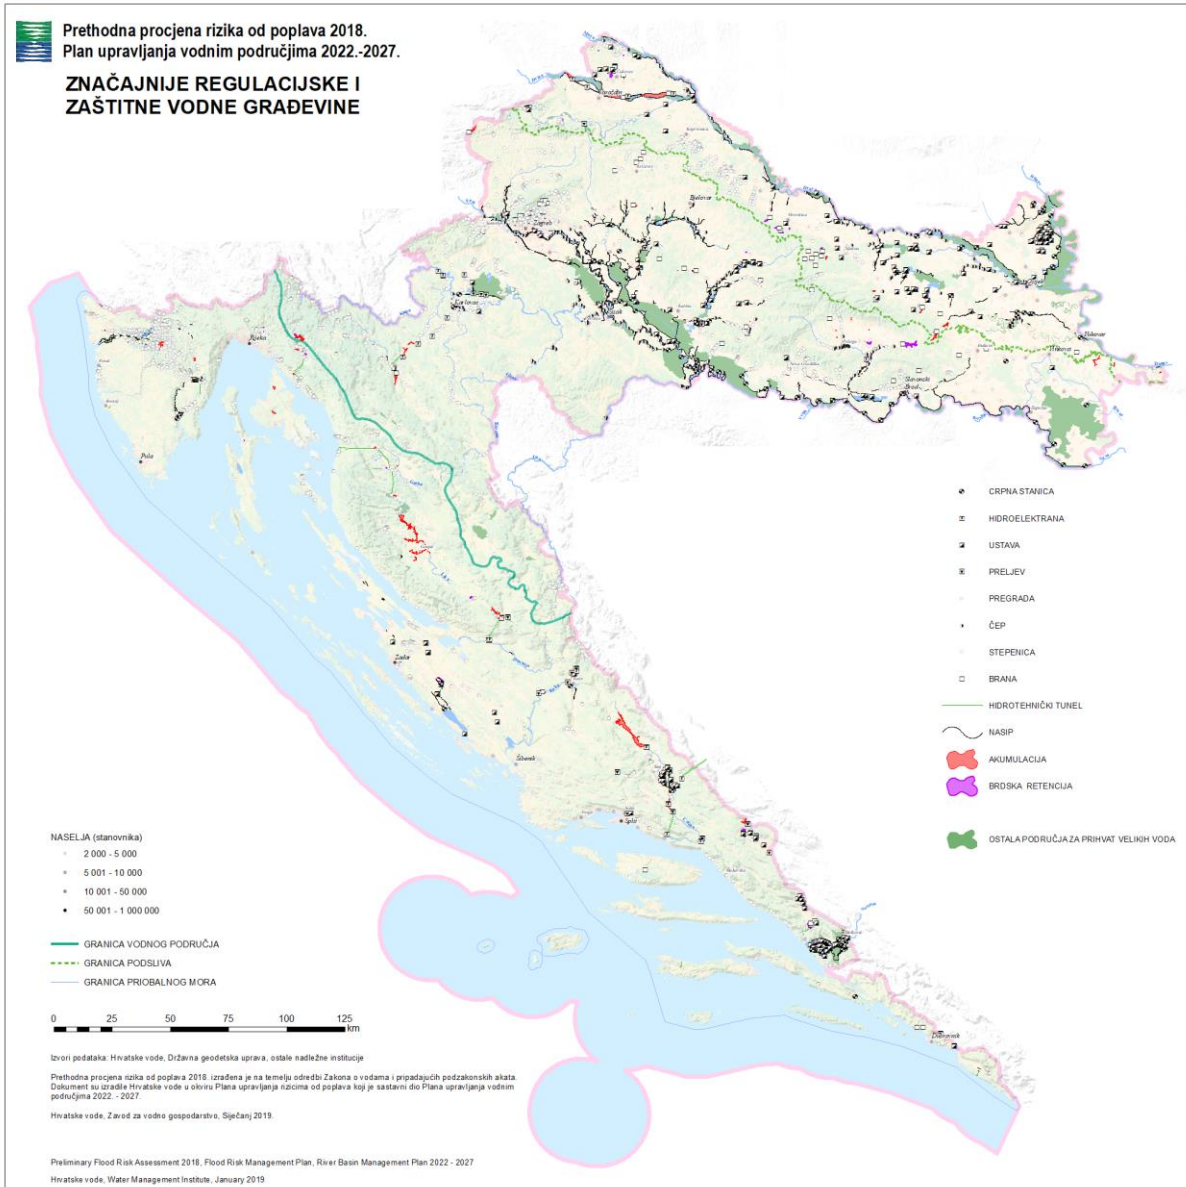 Prethodna procjena rizika od poplava 2018.
Plan upravljanja vodnim područjima 2022.-2027.
ZNAČAJNIJE REGULACIJSKE I
ZAŠTITNE VODNE GRAĐEVINE
Varaždin
Bjelovar
Zagreb
Karlovac
Sisak
Rijeka
Pula
Slavonski
Brod
Vukovar
Zadar
Šibenik
Split
Dubrovnik
CRPNA STANICA
HIDROELEKTRANA
USTAVA
PRELJEV
PREGRADA
ČEP
STEPENICA
BRANA
HIDROTEHNIČKI TUNEL
NASIP
AKUMULACIJA
BRDSKA RETENCIJA
OSTALA PODRUČJA ZA PRIHVAT VELIKIH VODA
NASELJA (stanovnika)
2 000 - 5 000
5 001 - 10 000
10 001 - 50 000
50 001 - 1 000 000
GRANICA VODNOG PODRUČJA
GRANICA PODSLIVA
GRANICA PRIOBALNOG MORA
0 25 50 75 100 125
km
Izvori podataka: Hrvatske vode, Državna geodetska uprava, ostale nadležne institucije
Prethodna procjena rizika od poplava 2018. izrađena je na temelju odredbi Zakona o vodama i pripadajućih podzakonskih akata.
Dokument su izradile Hrvatske vode u okviru Plana upravljanja rizicima od poplava koji je sastavni dio Plana upravljanja vodnim
područjima 2022. - 2027.
Hrvatske vode, Zavod za vodno gospodarstvo, Siječanj 2019.
Preliminary Flood Risk Assessment 2018, Flood Risk Management Plan, River Basin Management Plan 2022 - 2027
Hrvatske vode, Water Management Institute, January 2019